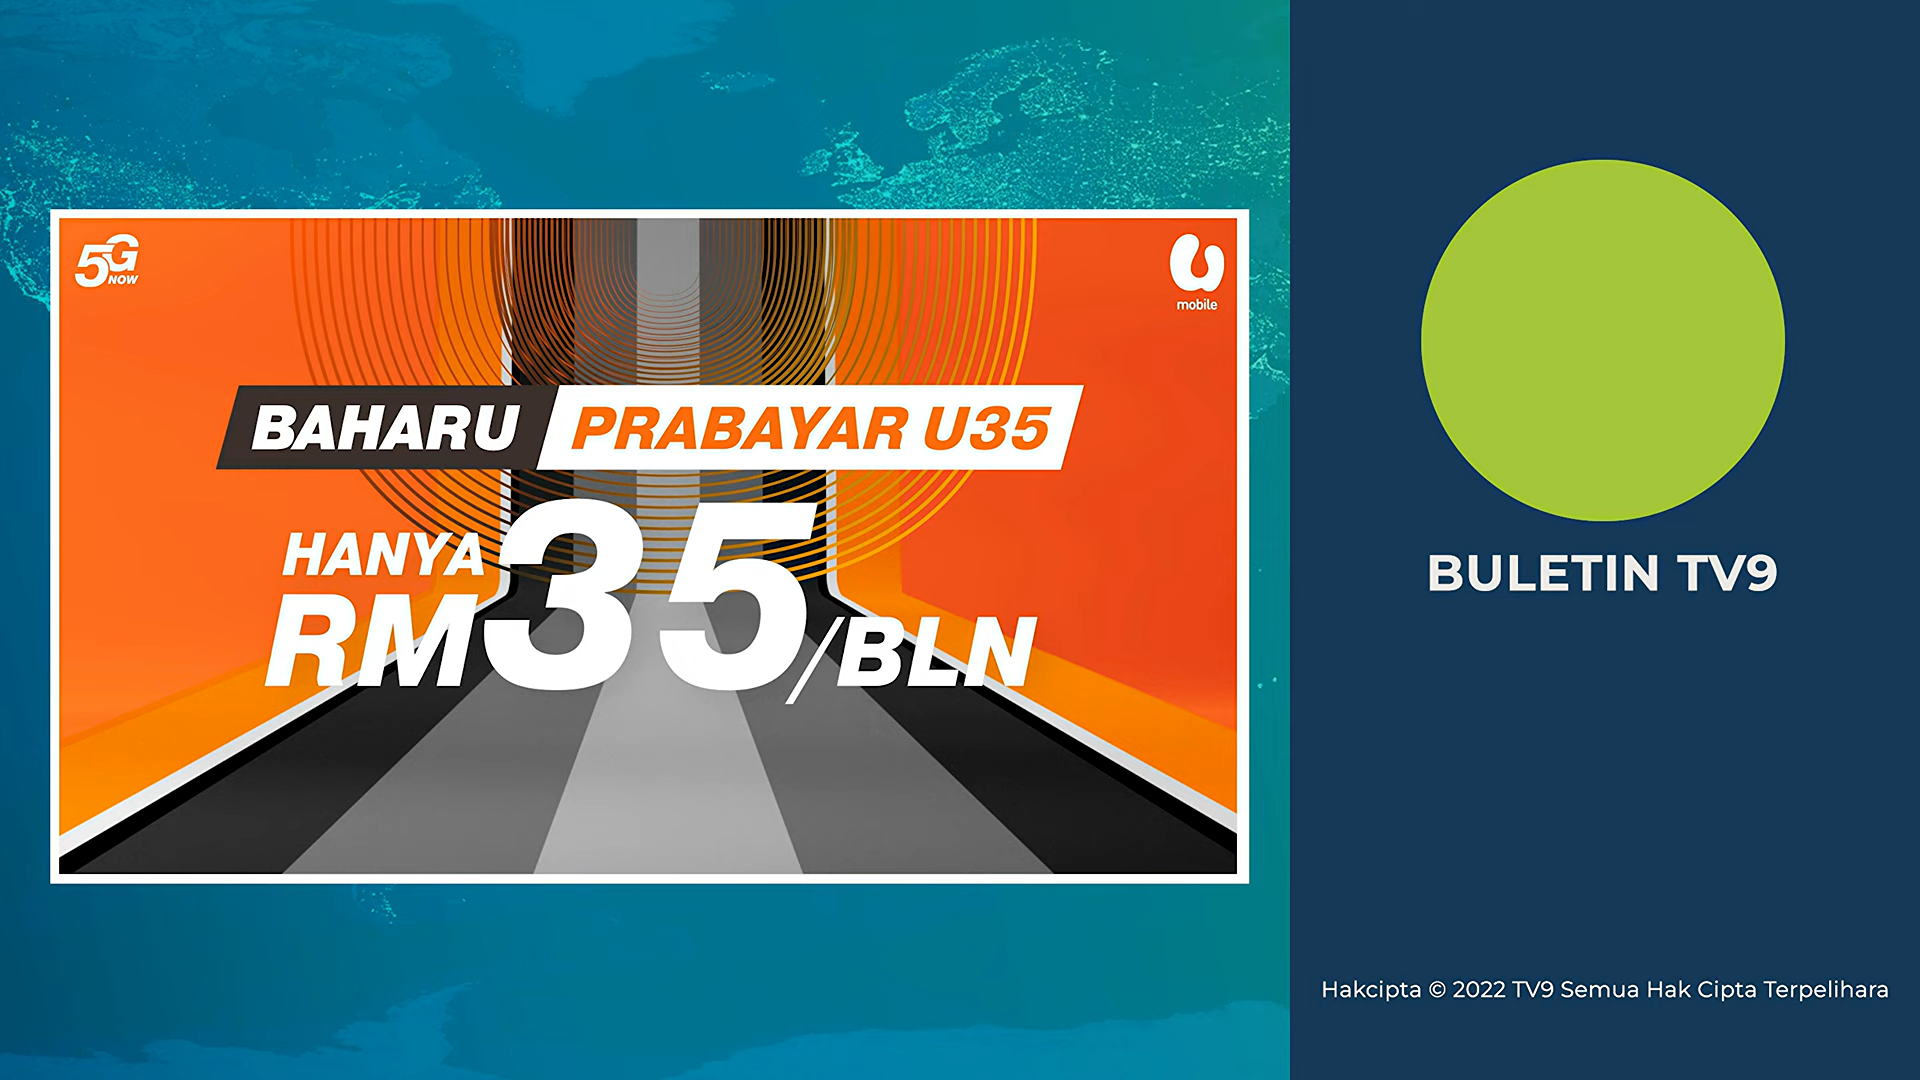 5G
NOW
mobile
BAHARU PRABAYAR U35
HANYA
RM35/BLN
BULETIN TV9
Hakcipta © 2022 TV9 Semua Hak Cipta Terpelihara